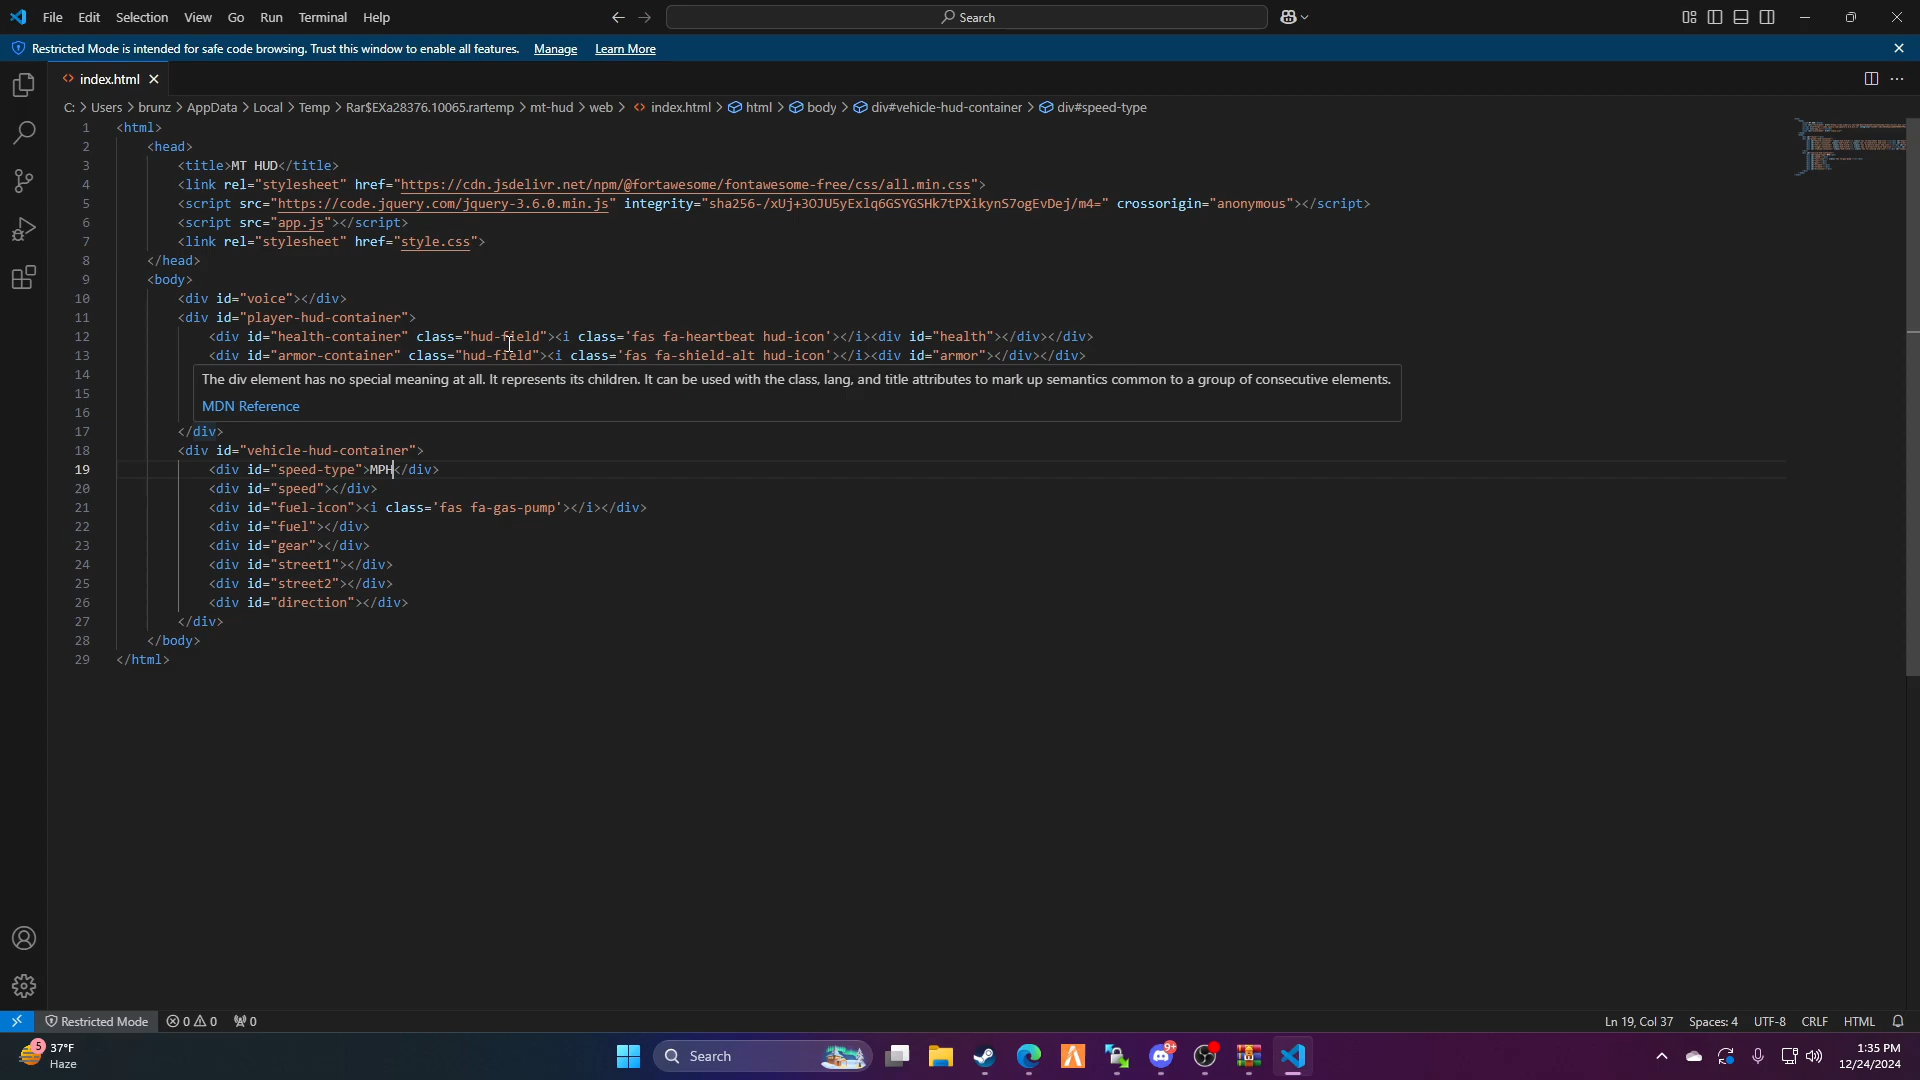 File Edit Selection View Go Run Terminal Help Search
Restricted Mode is intended for safe code browsing. Trust this window to enable all features. Manage Learn More
index.html
C: > Users > brunz > AppData > Local > Temp > Rar$EXa28376.10065.rartemp > mt-hud > web > index.html > html > body > div#vehicle-hud-container > div#speed-type
1 <html>
2 <head>
3 <title>MT HUD</title>
4 <link rel="stylesheet" href="https://cdn.jsdelivr.net/npm/@fortawesome/fontawesome-free/css/all.min.css">
5 <script src="https://code.jquery.com/jquery-3.6.0.min.js" integrity="sha256-/xUj+3OJU5yExlq6GSYGSHk7tPXikynS7ogEvDej/m4=" crossorigin="anonymous"></script>
6 <script src="app.js"></script>
7 <link rel="stylesheet" href="style.css">
8 </head>
9 <body>
10 <div id="voice"></div>
11 <div id="player-hud-container">
12 <div id="health-container" class="hud-field"><i class='fas fa-heartbeat hud-icon'></i><div id="health"></div></div>
13 <div id="armor-container" class="hud-field"><i class='fas fa-shield-alt hud-icon'></i><div id="armor"></div></div>
14 The div element has no special meaning at all. It represents its children. It can be used with the class, lang, and title attributes to mark up semantics common to a group of consecutive elements.
15 MDN Reference
16
17 </div>
18 <div id="vehicle-hud-container">
19 <div id="speed-type">MPH</div>
20 <div id="speed"></div>
21 <div id="fuel-icon"><i class='fas fa-gas-pump'></i></div>
22 <div id="fuel"></div>
23 <div id="gear"></div>
24 <div id="street1"></div>
25 <div id="street2"></div>
26 <div id="direction"></div>
27 </div>
28 </body>
29 </html>
Restricted Mode 0 0 0 Ln 19, Col 37 Spaces: 4 UTF-8 CRLF HTML
5 37°F Search 9+ 1:35 PM
Haze 12/24/2024